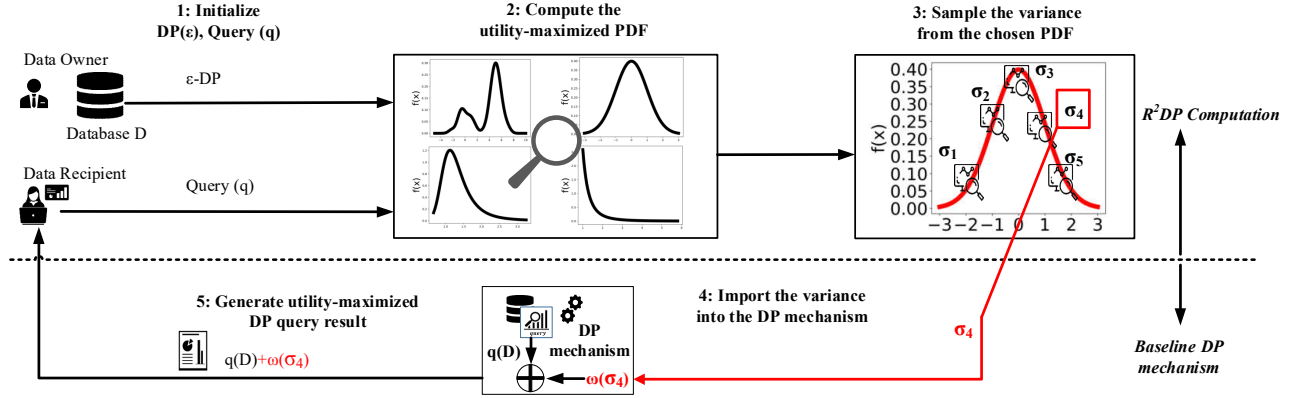 1: Initialize
DP(ε), Query (q)
2: Compute the
utility-maximized PDF
3: Sample the variance
from the chosen PDF
Data Owner
ε-DP
Database D
Data Recipient
Query (q)
f(x)
f(x)
f(x)
f(x)
f(x)
0.40
0.35
0.30
0.25
0.20
0.15
0.10
0.05
0.00
−3 −2 −1 0 1 2 3
σ1
σ2
σ3
σ4
σ5
R²DP Computation
5: Generate utility-maximized
DP query result
q(D)+ω(σ4)
query
DP
mechanism
q(D)
ω(σ4)
4: Import the variance
into the DP mechanism
σ4
Baseline DP
mechanism